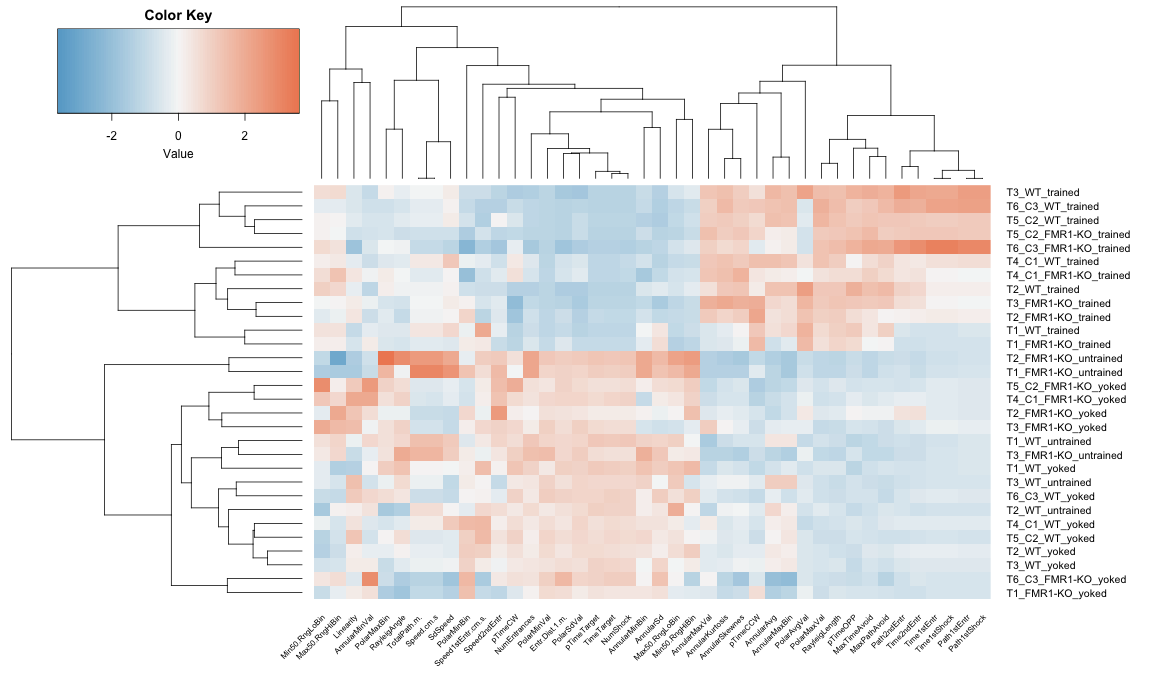 Color Key
-2 0 2
Value
T3_WT_trained
T6_C3_WT_trained
T5_C2_WT_trained
T5_C2_FMR1-KO_trained
T6_C3_FMR1-KO_trained
T4_C1_WT_trained
T4_C1_FMR1-KO_trained
T2_WT_trained
T3_FMR1-KO_trained
T2_FMR1-KO_trained
T1_WT_trained
T1_FMR1-KO_trained
T2_FMR1-KO_untrained
T1_FMR1-KO_untrained
T5_C2_FMR1-KO_yoked
T4_C1_FMR1-KO_yoked
T2_FMR1-KO_yoked
T3_FMR1-KO_yoked
T1_WT_untrained
T3_FMR1-KO_untrained
T1_WT_yoked
T3_WT_untrained
T6_C3_WT_yoked
T2_WT_untrained
T4_C1_WT_yoked
T5_C2_WT_yoked
T2_WT_yoked
T3_WT_yoked
T6_C3_FMR1-KO_yoked
T1_FMR1-KO_yoked
Min50.RngLoBin
Max50.RngHiBin
Linearity
AnnularMinVal
PolarMaxBin
RayleigAngle
TotalPath.m.
Speed.cm.s
SdSpeed
PolarMinBin
Speed1stEntr.cm.s.
Speed2ndEntr
pTimeCW
NumEntrances
PolarMinVal
Entr.Dist.1.m.
PolarSdVal
pTimeTarget
TimeTarget
NumShock
AnnularMinBin
AnnularSd
Max50.RngLoBin
Min50.RngHiBin
AnnularMaxVal
AnnularKurtosis
AnnularSkewnes
pTimeCCW
AnnularAvg
AnnularMaxBin
PolarAvgVal
PolarMaxVal
RayleigLength
pTimeOPP
MaxTimeAvoid
MaxPathAvoid
Path2ndEntr
Time2ndEntr
Time1stEntr
Time1stShock
Path1stEntr
Path1stShock